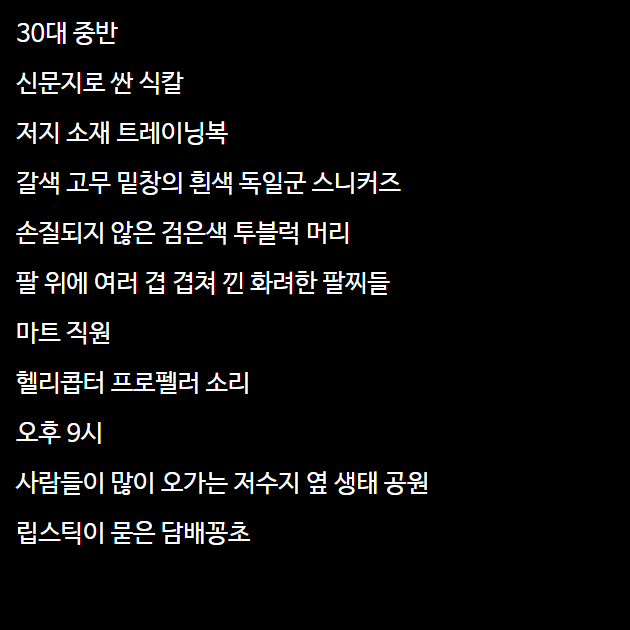 30대 중반
신문지로 싼 식칼
저지 소재 트레이닝복
갈색 고무 밑창의 흰색 독일군 스니커즈
손질되지 않은 검은색 투블럭 머리
팔 위에 여러 겹 겹쳐 낀 화려한 팔찌들
마트 직원
헬리콥터 프로펠러 소리
오후 9시
사람들이 많이 오가는 저수지 옆 생태 공원
립스틱이 묻은 담배꽁초